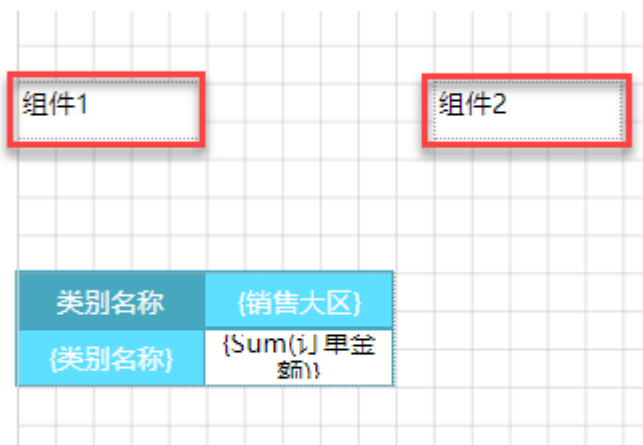 组件1
组件2
类别名称
{销售大区}
{类别名称}
{Sum(订单金
额)}